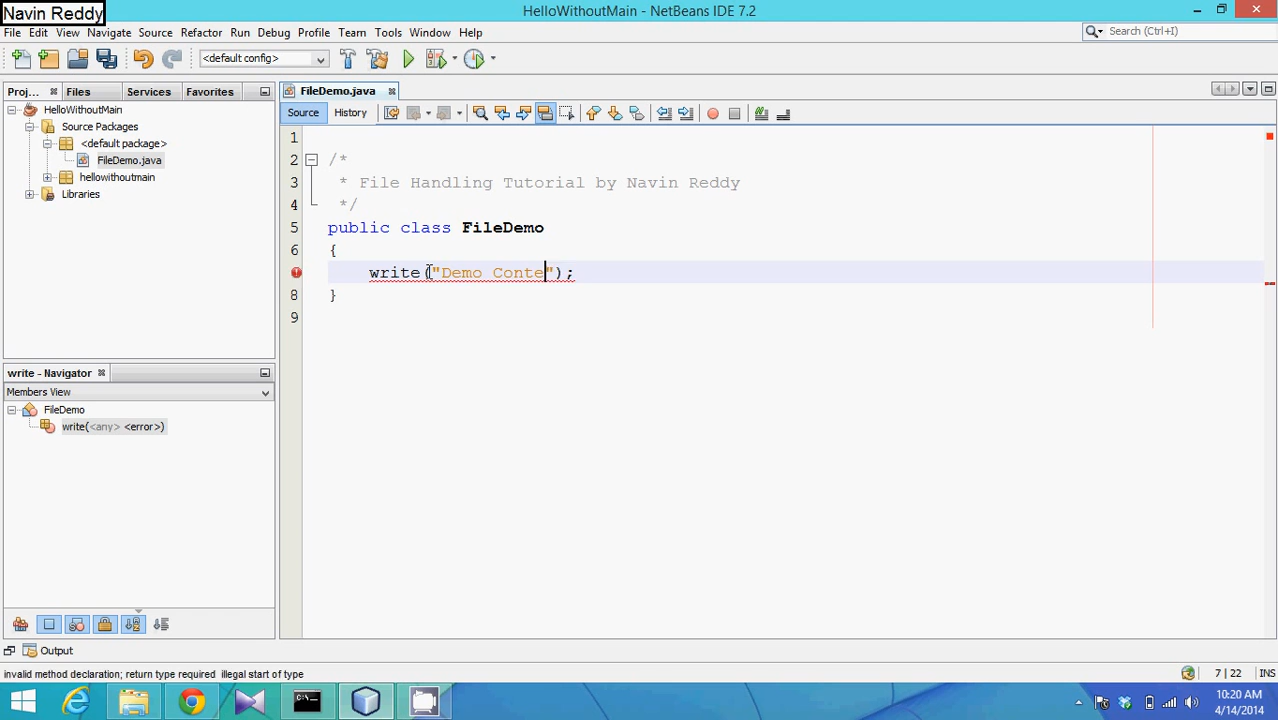 Navin Reddy
HelloWithoutMain - NetBeans IDE 7.2
File Edit View Navigate Source Refactor Run Debug Profile Team Tools Window Help
Search (Ctrl+I)
<default config>
Proj... Files Services Favorites
FileDemo.java
HelloWithoutMain
Source Packages
<default package>
FileDemo.java
hellowithoutmain
Libraries
Source History
1
2 /*
3 * File Handling Tutorial by Navin Reddy
4 */
5 public class FileDemo
6 {
7 write("Demo Conte");
8 }
9
write - Navigator
Members View
FileDemo
write(<any> <error>)
Output
invalid method declaration; return type required illegal start of type
7 | 22 INS
10:20 AM
4/14/2014